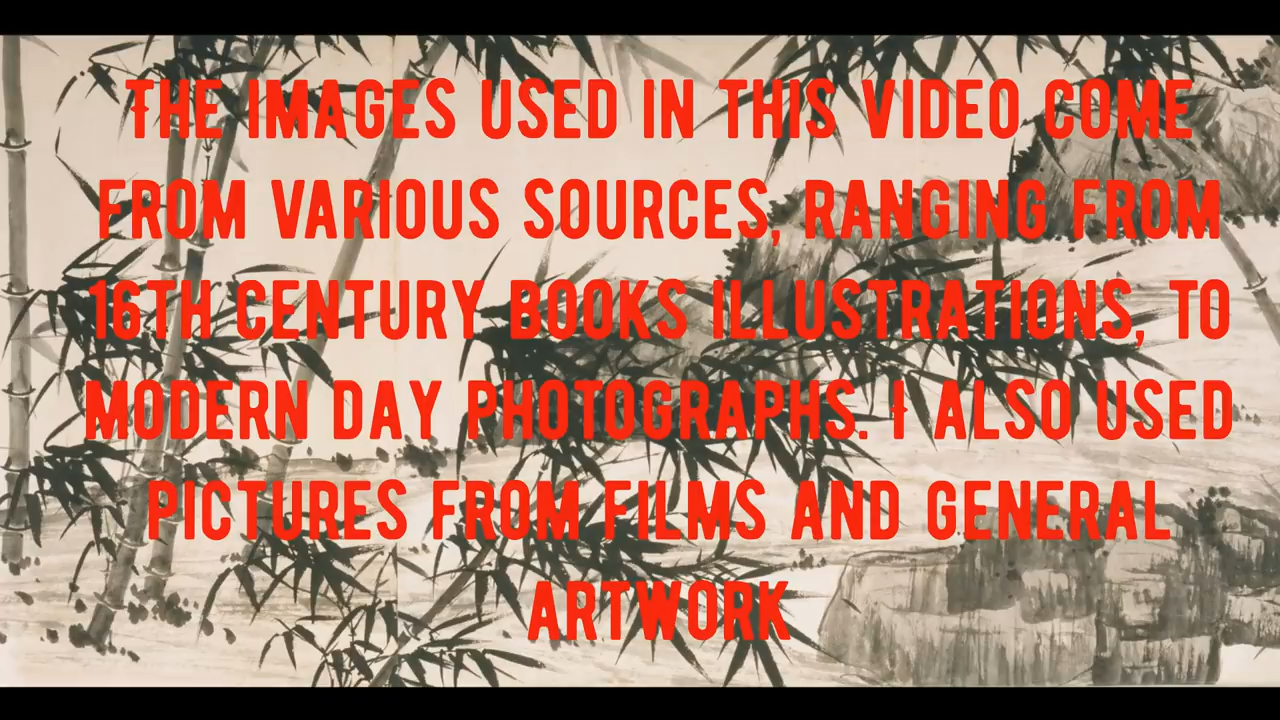 THE IMAGES USED IN THIS VIDEO COME
FROM VARIOUS SOURCES, RANGING FROM
16TH CENTURY BOOKS ILLUSTRATIONS, TO
MODERN DAY PHOTOGRAPHS. I ALSO USED
PICTURES FROM FILMS AND GENERAL
ARTWORK